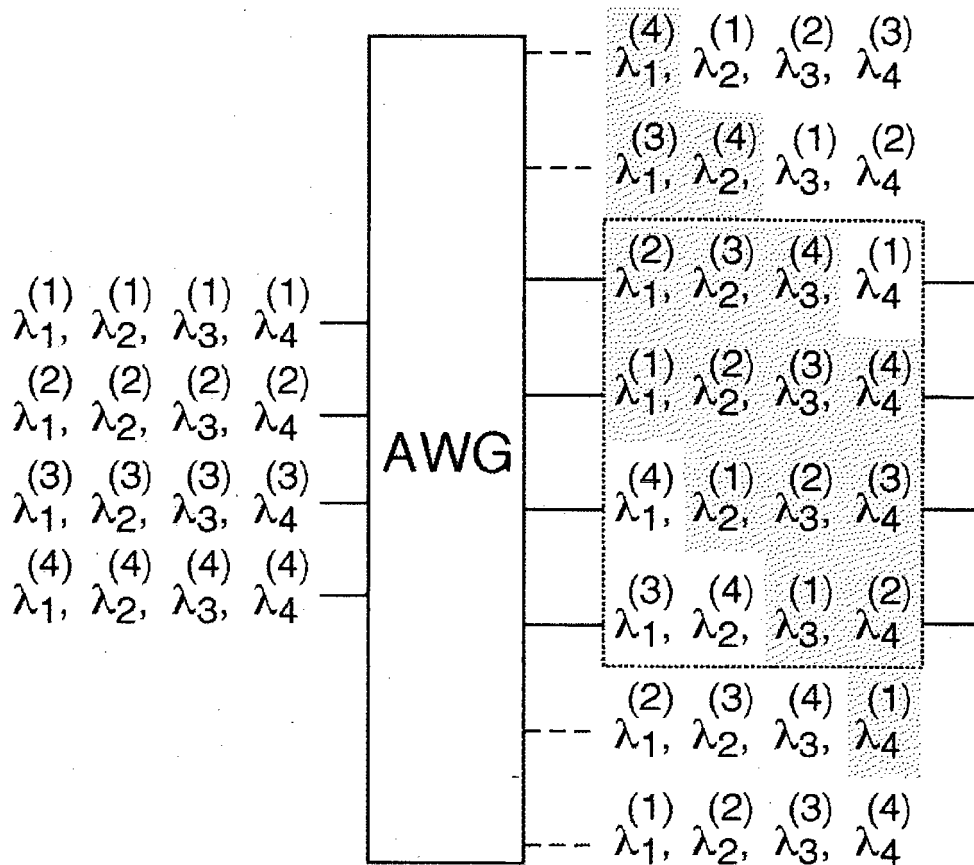 λ₁⁽⁴⁾, λ₂⁽¹⁾, λ₃⁽²⁾, λ₄⁽³⁾
λ₁⁽³⁾, λ₂⁽⁴⁾, λ₃⁽¹⁾, λ₄⁽²⁾
λ₁⁽²⁾, λ₂⁽³⁾, λ₃⁽⁴⁾, λ₄⁽¹⁾
λ₁⁽¹⁾, λ₂⁽²⁾, λ₃⁽³⁾, λ₄⁽⁴⁾
λ₁⁽⁴⁾, λ₂⁽¹⁾, λ₃⁽²⁾, λ₄⁽³⁾
λ₁⁽³⁾, λ₂⁽⁴⁾, λ₃⁽¹⁾, λ₄⁽²⁾
λ₁⁽²⁾, λ₂⁽³⁾, λ₃⁽⁴⁾, λ₄⁽¹⁾
λ₁⁽¹⁾, λ₂⁽²⁾, λ₃⁽³⁾, λ₄⁽⁴⁾
λ₁⁽¹⁾, λ₂⁽¹⁾, λ₃⁽¹⁾, λ₄⁽¹⁾
λ₁⁽²⁾, λ₂⁽²⁾, λ₃⁽²⁾, λ₄⁽²⁾
λ₁⁽³⁾, λ₂⁽³⁾, λ₃⁽³⁾, λ₄⁽³⁾
λ₁⁽⁴⁾, λ₂⁽⁴⁾, λ₃⁽⁴⁾, λ₄⁽⁴⁾
AWG